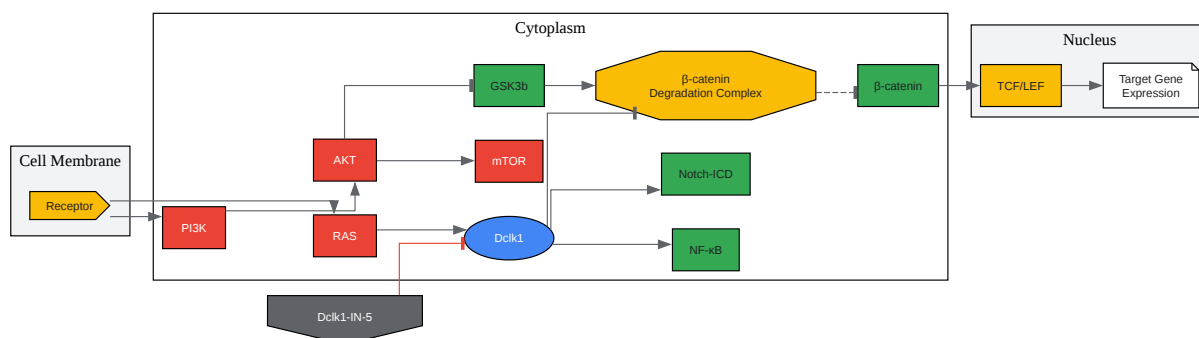 Cytoplasm
Nucleus
GSK3b
β-catenin
Degradation Complex
β-catenin
TCF/LEF
Target Gene
Expression
Cell Membrane
AKT
mTOR
Notch-ICD
Receptor
PI3K
RAS
Dclk1
NF-κB
Dclk1-IN-5